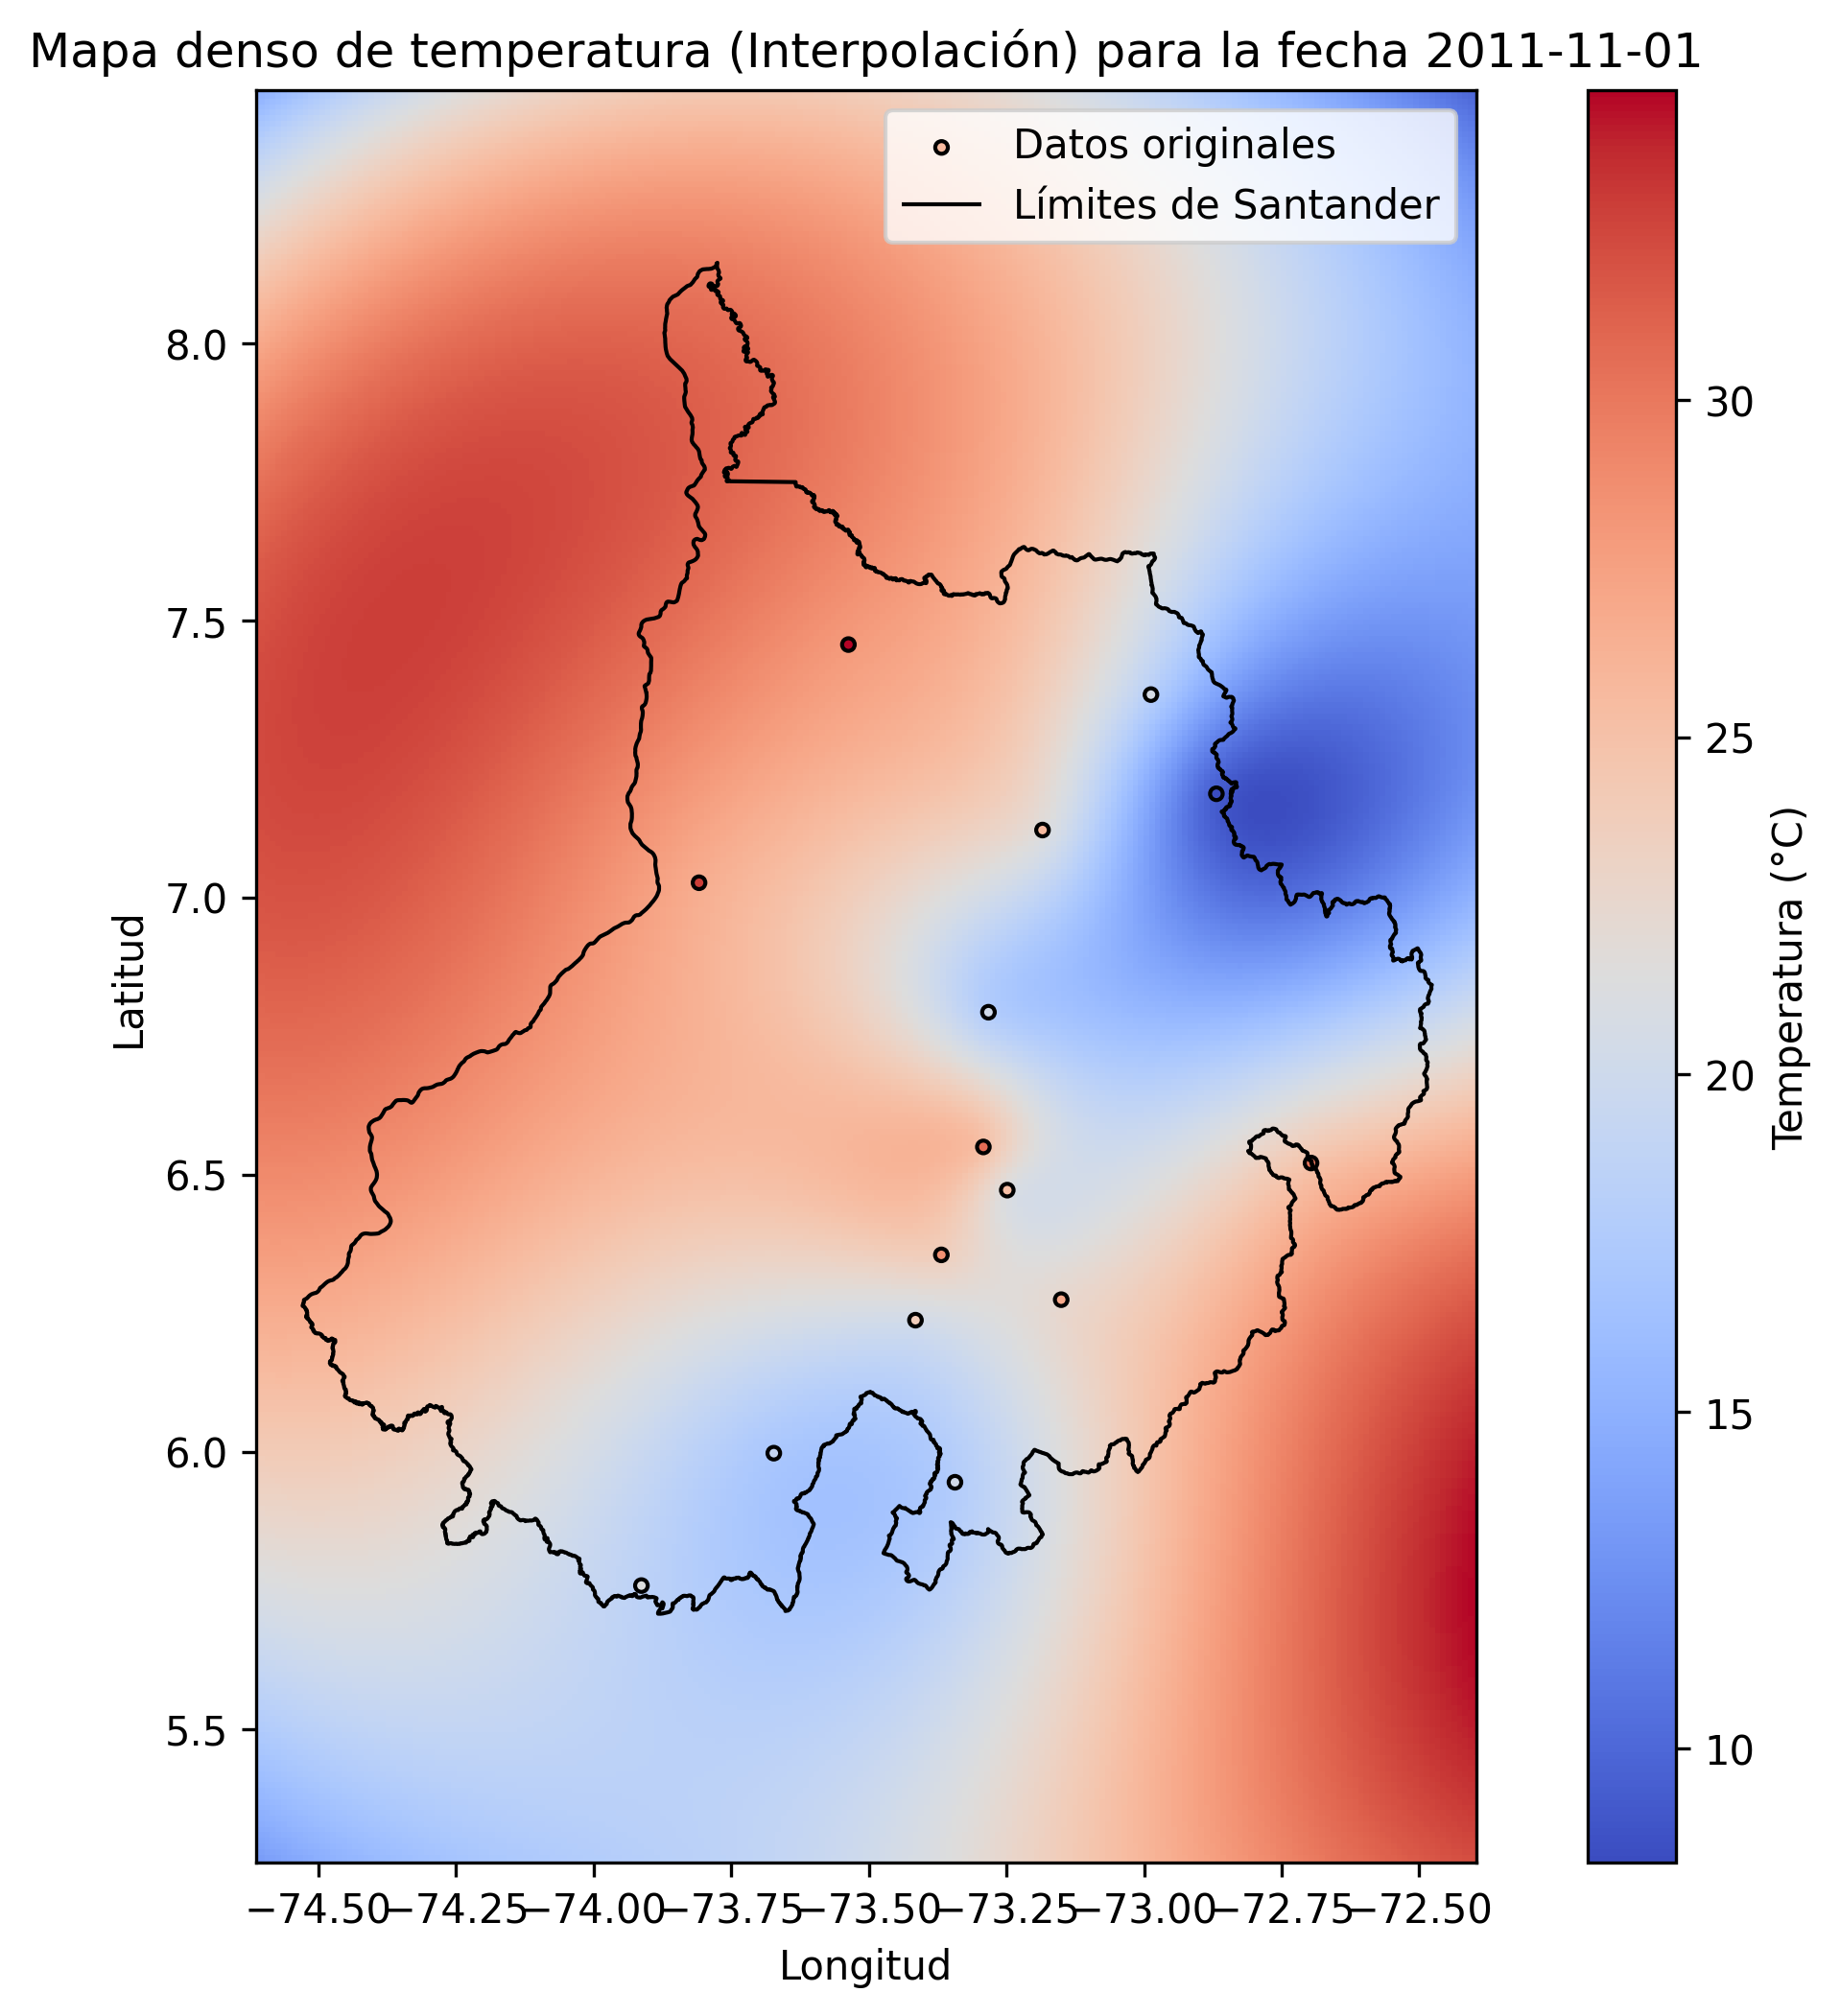 Mapa denso de temperatura (Interpolación) para la fecha 2011-11-01
Datos originales
Límites de Santander
8.0
7.5
7.0
6.5
6.0
5.5
Latitud
−74.50 −74.25 −74.00 −73.75 −73.50 −73.25 −73.00 −72.75 −72.50
Longitud
30
25
20
15
10
Temperatura (°C)